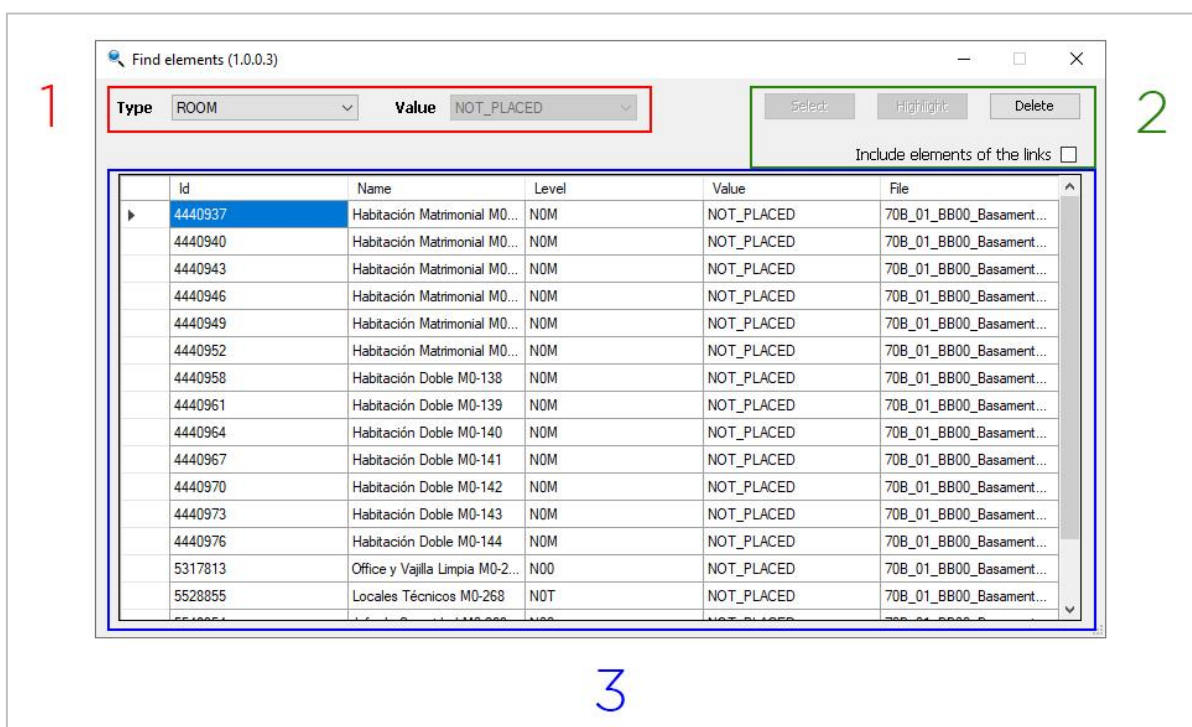 Find elements (1.0.0.3)
1 Type ROOM Value NOT_PLACED Select Highlight Delete 2
Include elements of the links
Id Name Level Value File
4440937 Habitación Matrimonial M0... N0M NOT_PLACED 70B_01_BB00_Basament...
4440940 Habitación Matrimonial M0... N0M NOT_PLACED 70B_01_BB00_Basament...
4440943 Habitación Matrimonial M0... N0M NOT_PLACED 70B_01_BB00_Basament...
4440946 Habitación Matrimonial M0... N0M NOT_PLACED 70B_01_BB00_Basament...
4440949 Habitación Matrimonial M0... N0M NOT_PLACED 70B_01_BB00_Basament...
4440952 Habitación Matrimonial M0... N0M NOT_PLACED 70B_01_BB00_Basament...
4440958 Habitación Doble M0-138 N0M NOT_PLACED 70B_01_BB00_Basament...
4440961 Habitación Doble M0-139 N0M NOT_PLACED 70B_01_BB00_Basament...
4440964 Habitación Doble M0-140 N0M NOT_PLACED 70B_01_BB00_Basament...
4440967 Habitación Doble M0-141 N0M NOT_PLACED 70B_01_BB00_Basament...
4440970 Habitación Doble M0-142 N0M NOT_PLACED 70B_01_BB00_Basament...
4440973 Habitación Doble M0-143 N0M NOT_PLACED 70B_01_BB00_Basament...
4440976 Habitación Doble M0-144 N0M NOT_PLACED 70B_01_BB00_Basament...
5317813 Office y Vajilla Limpia M0-2... N00 NOT_PLACED 70B_01_BB00_Basament...
5528855 Locales Técnicos M0-268 N0T NOT_PLACED 70B_01_BB00_Basament...
3